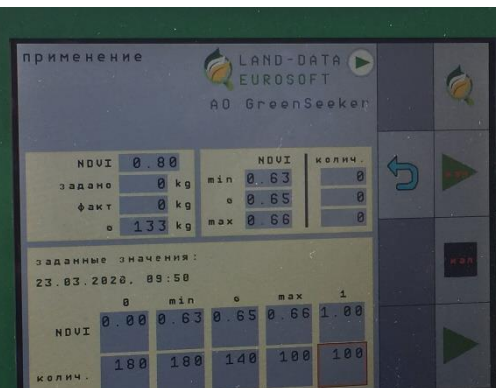 применение
LAND-DATA
EUROSOFT
AO GreenSeeker
NDVI 0.80
задано 0 kg
факт 0 kg
ø 133 kg
NDVI колич.
min 0.63 0
ø 0.65 0
max 0.66 0
заданные значения:
23.03.2026, 09:50
0 min ø max 1
NDVI 0.00 0.63 0.65 0.66 1.00
колич. 180 180 140 100 100